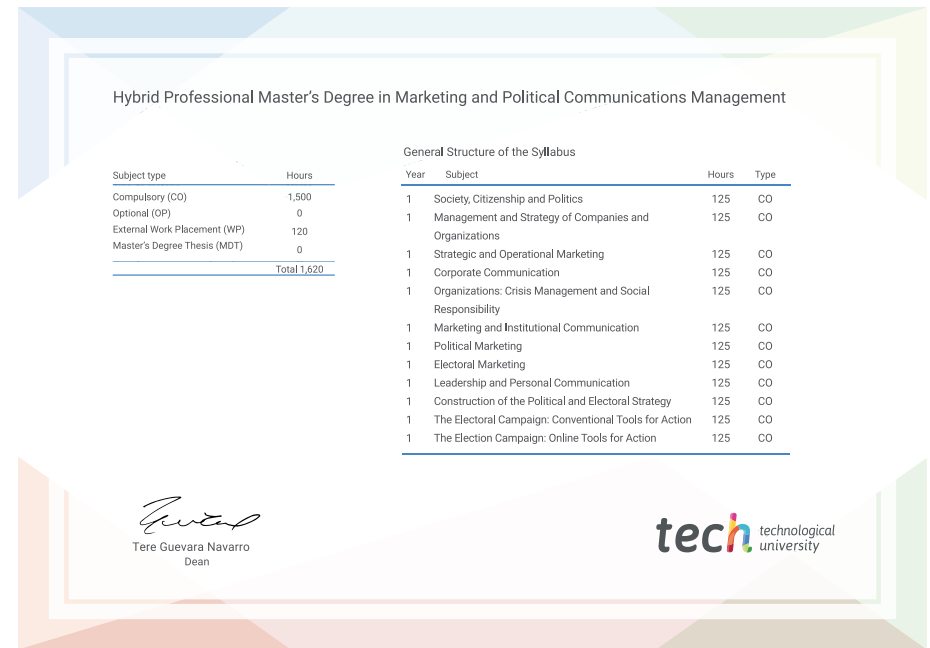 Hybrid Professional Master’s Degree in Marketing and Political Communications Management
Subject type Hours
Compulsory (CO) 1,500
Optional (OP) 0
External Work Placement (WP) 120
Master’s Degree Thesis (MDT) 0
Total 1,620
General Structure of the Syllabus
Year Subject Hours Type
1 Society, Citizenship and Politics 125 CO
1 Management and Strategy of Companies and 125 CO
Organizations
1 Strategic and Operational Marketing 125 CO
1 Corporate Communication 125 CO
1 Organizations: Crisis Management and Social 125 CO
Responsibility
1 Marketing and Institutional Communication 125 CO
1 Political Marketing 125 CO
1 Electoral Marketing 125 CO
1 Leadership and Personal Communication 125 CO
1 Construction of the Political and Electoral Strategy 125 CO
1 The Electoral Campaign: Conventional Tools for Action 125 CO
1 The Election Campaign: Online Tools for Action 125 CO
Tere Guevara Navarro
Dean
tech technological
university